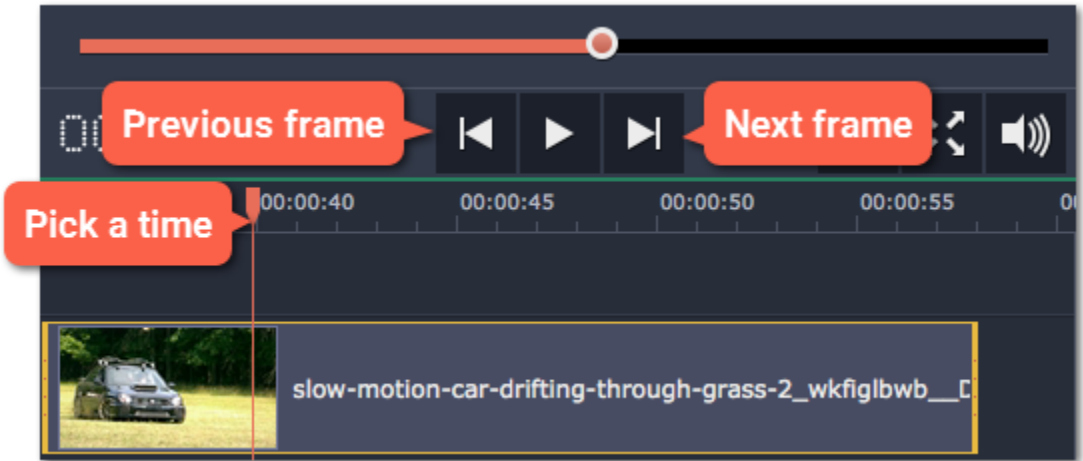 Previous frame
Next frame
Pick a time
00:00:40 00:00:45 00:00:50 00:00:55
slow-motion-car-drifting-through-grass-2_wkfiglbwb__D